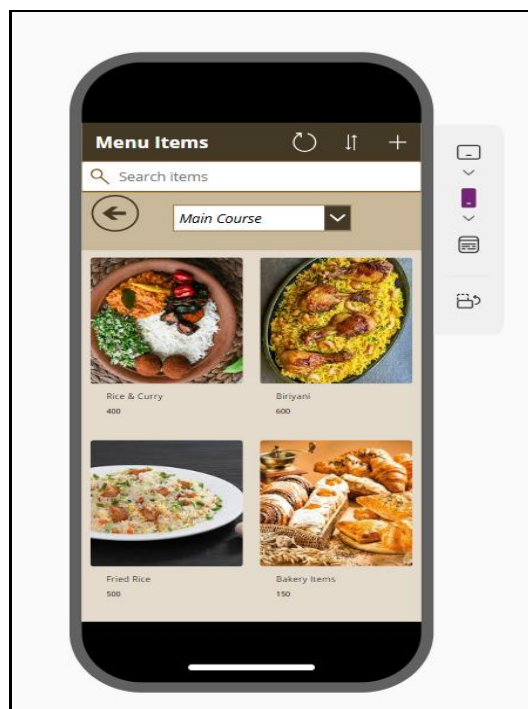 Menu Items
Search items
Main Course
Rice & Curry
400
Biriyani
600
Fried Rice
500
Bakery Items
150